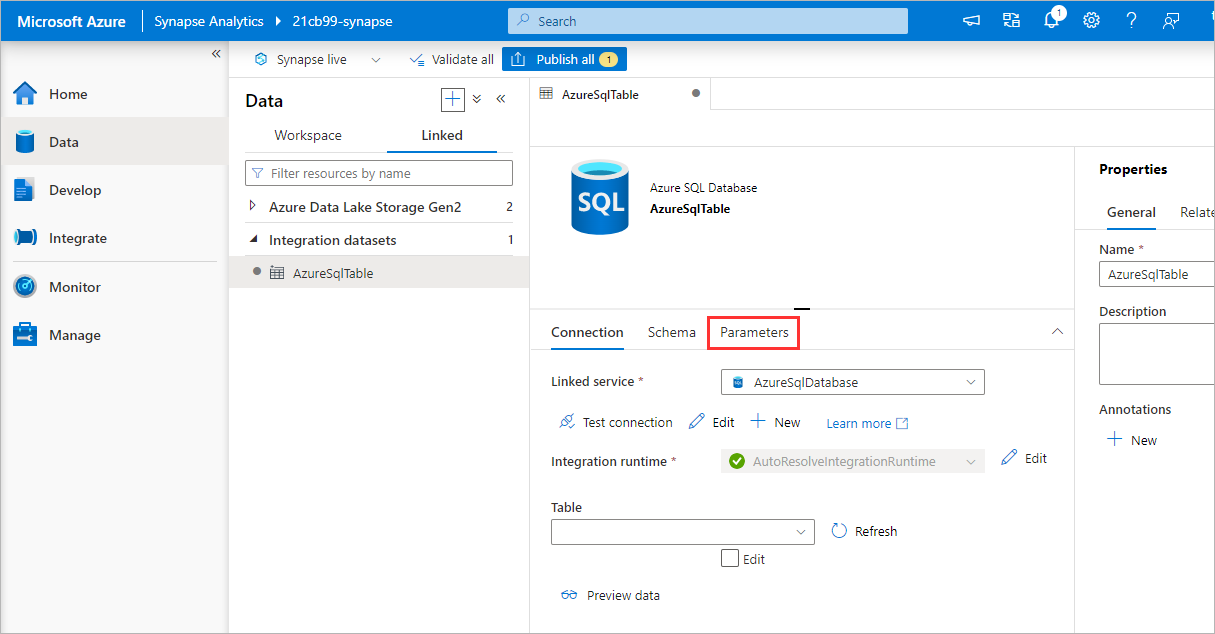 Microsoft Azure
Synapse Analytics
21cb99-synapse
Search
1
Synapse live
Validate all
Publish all 1
Home
Data
Develop
Integrate
Monitor
Manage
Data
Workspace
Linked
Filter resources by name
Azure Data Lake Storage Gen2 2
Integration datasets 1
AzureSqlTable
AzureSqlTable
SQL
Azure SQL Database
AzureSqlTable
Connection
Schema
Parameters
Linked service *
SQL AzureSqlDatabase
Test connection
Edit
New
Learn more
Integration runtime *
AutoResolveIntegrationRuntime
Edit
Table
Refresh
Edit
Preview data
Properties
General
Relate
Name *
AzureSqlTable
Description
Annotations
New